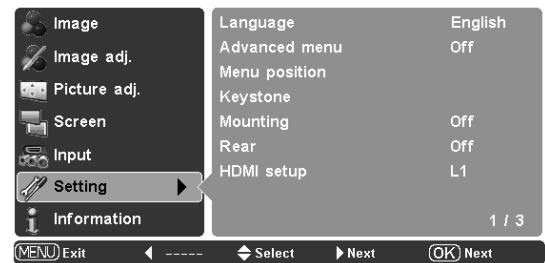 Image
Image adj.
Picture adj.
Screen
Input
Setting
Information
Language English
Advanced menu Off
Menu position
Keystone
Mounting Off
Rear Off
HDMI setup L1
1 / 3
MENU Exit ----- Select Next OK Next